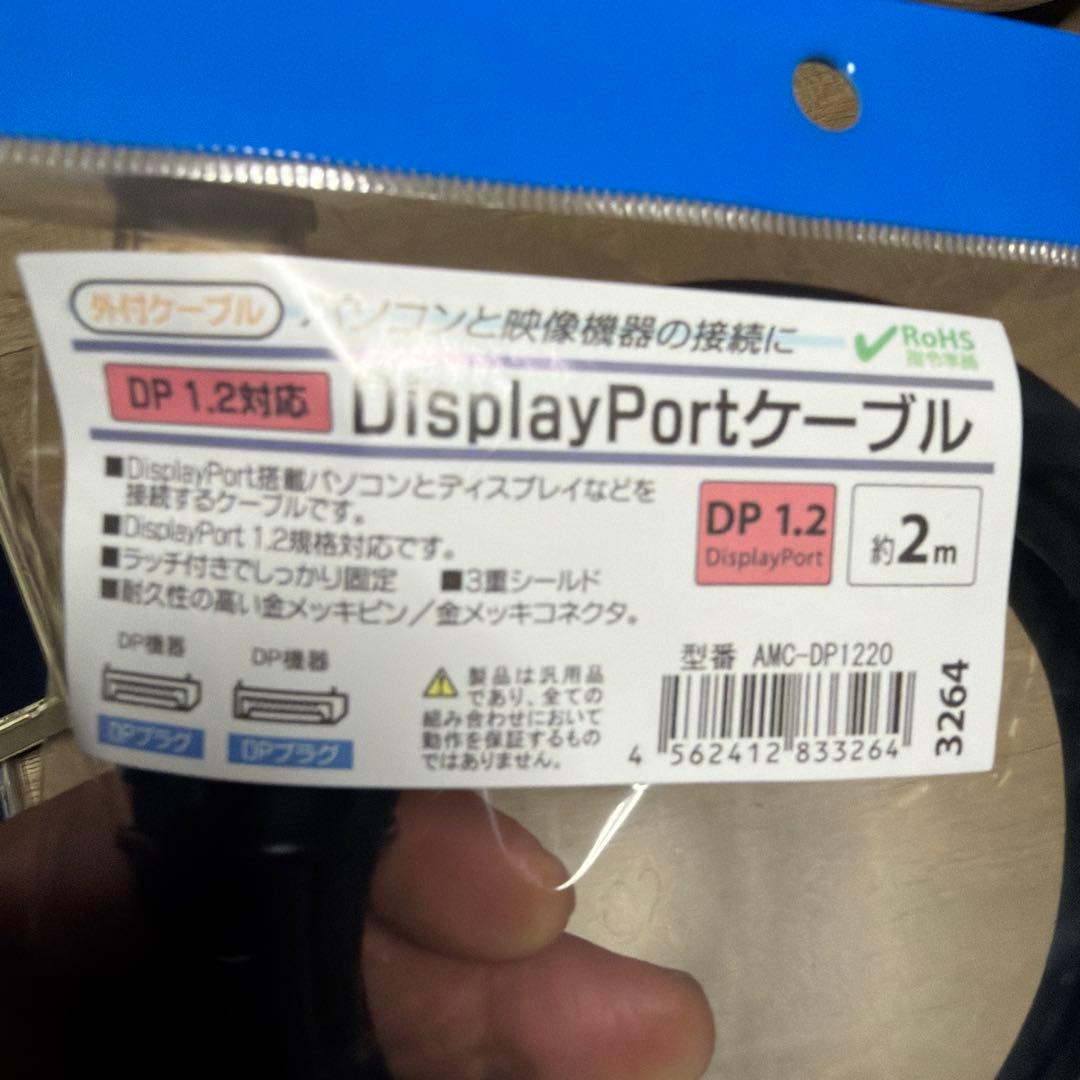 外付ケーブル パソコンと映像機器の接続に RoHS
指令準拠
DP 1.2対応 DisplayPortケーブル
■DisplayPort搭載パソコンとディスプレイなどを
接続するケーブルです。
■DisplayPort 1.2規格対応です。
■ラッチ付きでしっかり固定 ■3重シールド
■耐久性の高い金メッキピン／金メッキコネクタ。
DP 1.2
DisplayPort
約2m
DP機器 DP機器
DPプラグ DPプラグ
製品は汎用品
であり、全ての
組み合わせにおいて
動作を保証するもの
ではありません。
型番 AMC-DP1220
4 562412 833264
3264